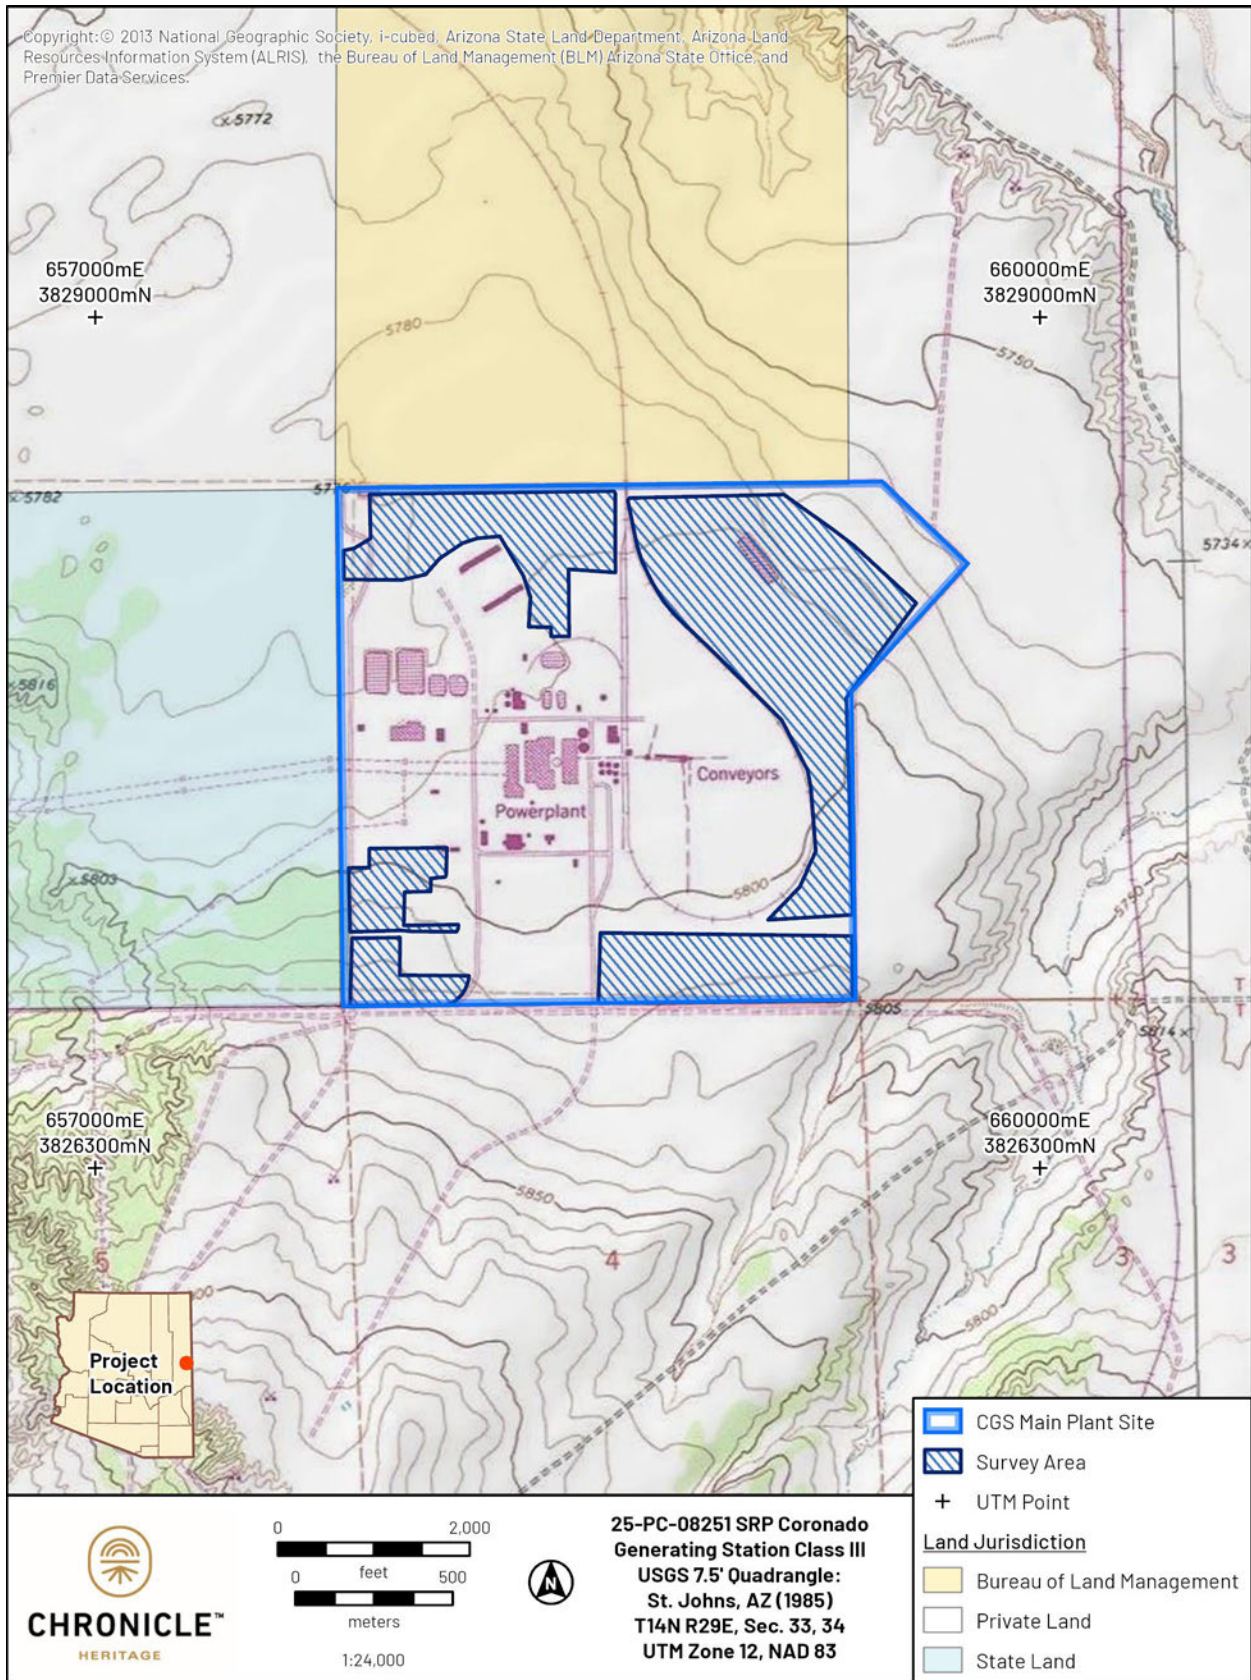 Copyright:© 2013 National Geographic Society, i-cubed, Arizona State Land Department, Arizona Land
Resources Information System (ALRIS), the Bureau of Land Management (BLM) Arizona State Office, and
Premier Data Services.
x 5772
657000mE
3829000mN
660000mE
3829000mN
5780
5750
5782
5734 x
x 5816
Conveyors
Powerplant
x 5803
5800
5750
5805
T
T
5814 x
657000mE
3826300mN
660000mE
3826300mN
5850
5
4
3
3
5800
Project
Location
CGS Main Plant Site
Survey Area
UTM Point
Land Jurisdiction
Bureau of Land Management
Private Land
State Land
CHRONICLE™
HERITAGE
0 2,000
feet
0 500
meters
1:24,000
N
25-PC-08251 SRP Coronado
Generating Station Class III
USGS 7.5' Quadrangle:
St. Johns, AZ (1985)
T14N R29E, Sec. 33, 34
UTM Zone 12, NAD 83